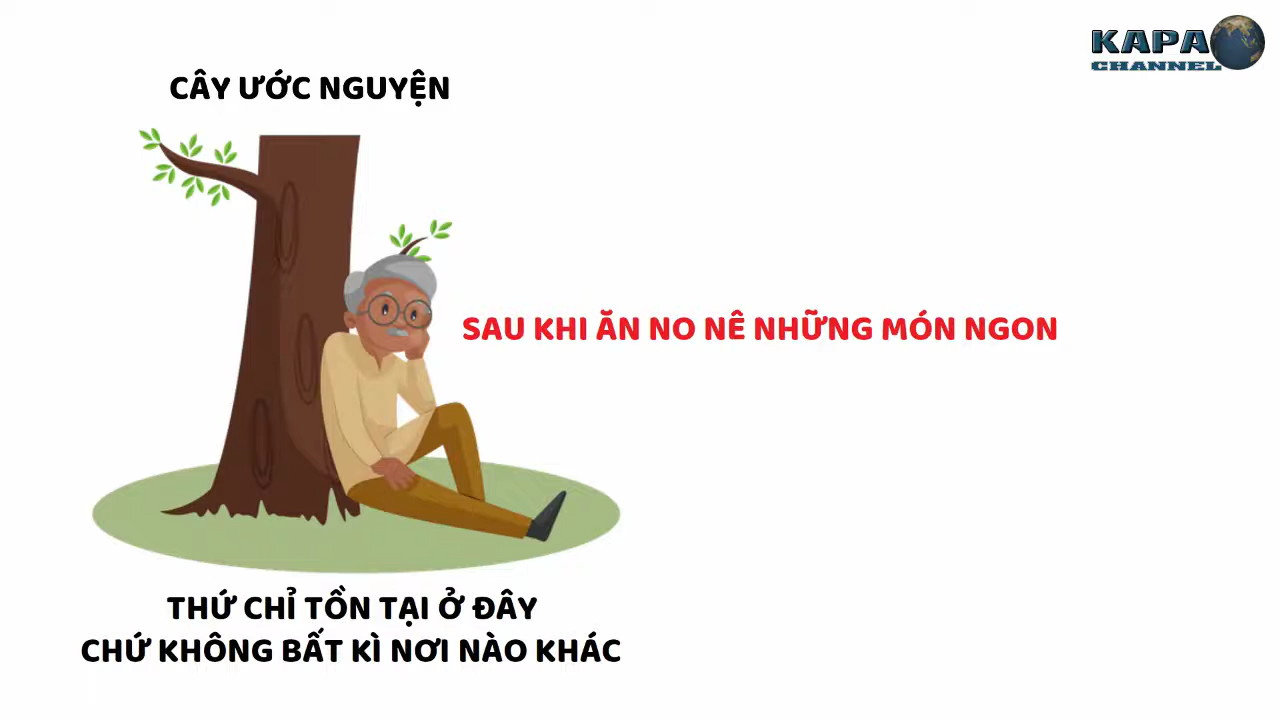 KAPA
CHANNEL
CÂY ƯỚC NGUYỆN
SAU KHI ĂN NO NÊ NHỮNG MÓN NGON
THỨ CHỈ TỒN TẠI Ở ĐÂY
CHỨ KHÔNG BẤT KÌ NƠI NÀO KHÁC